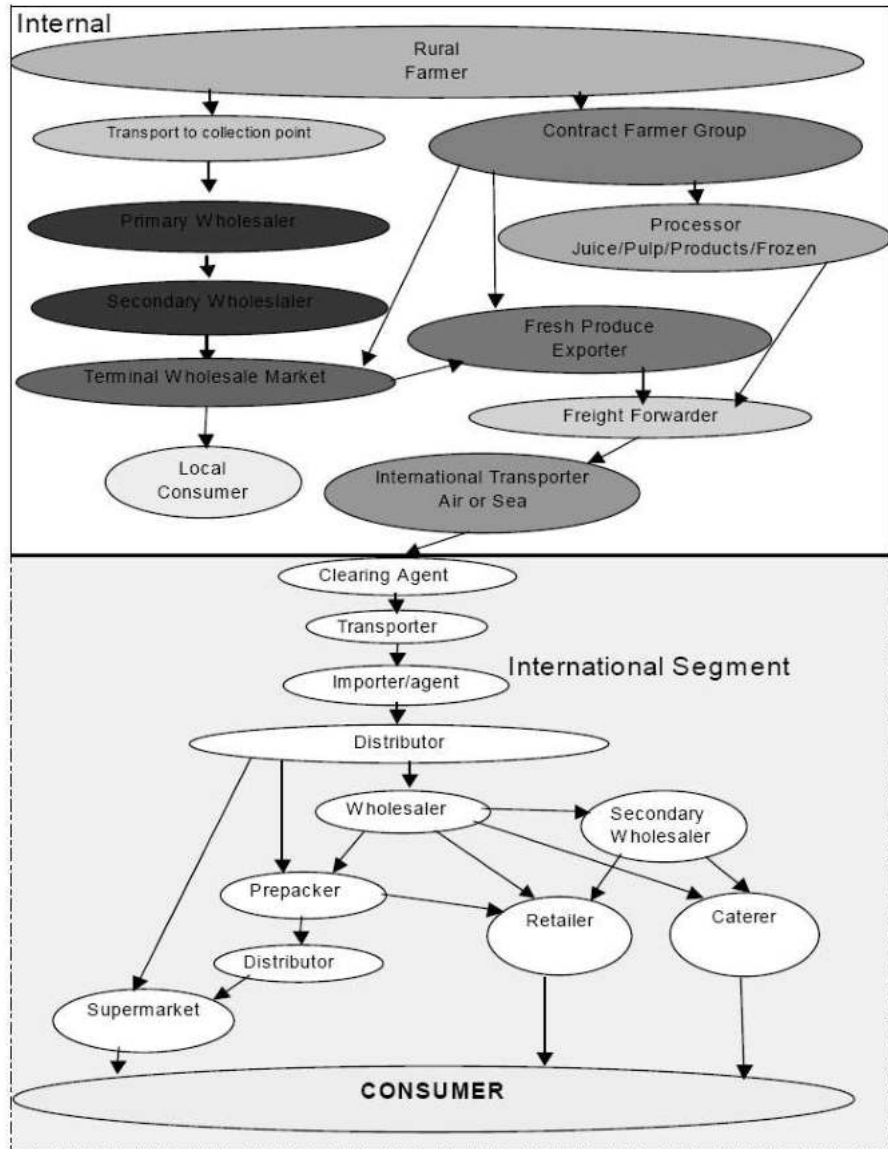 Internal
Rural
Farmer
Transport to collection point
Contract Farmer Group
Primary Wholesaler
Processor
Juice/Pulp/Products/Frozen
Secondary Wholeslaler
Fresh Produce
Exporter
Terminal Wholesale Market
Freight Forwarder
Local
Consumer
International Transporter
Air or Sea
Clearing Agent
Transporter
International Segment
Importer/agent
Distributor
Wholesaler
Secondary
Wholesaler
Prepacker
Retailer
Caterer
Distributor
Supermarket
CONSUMER